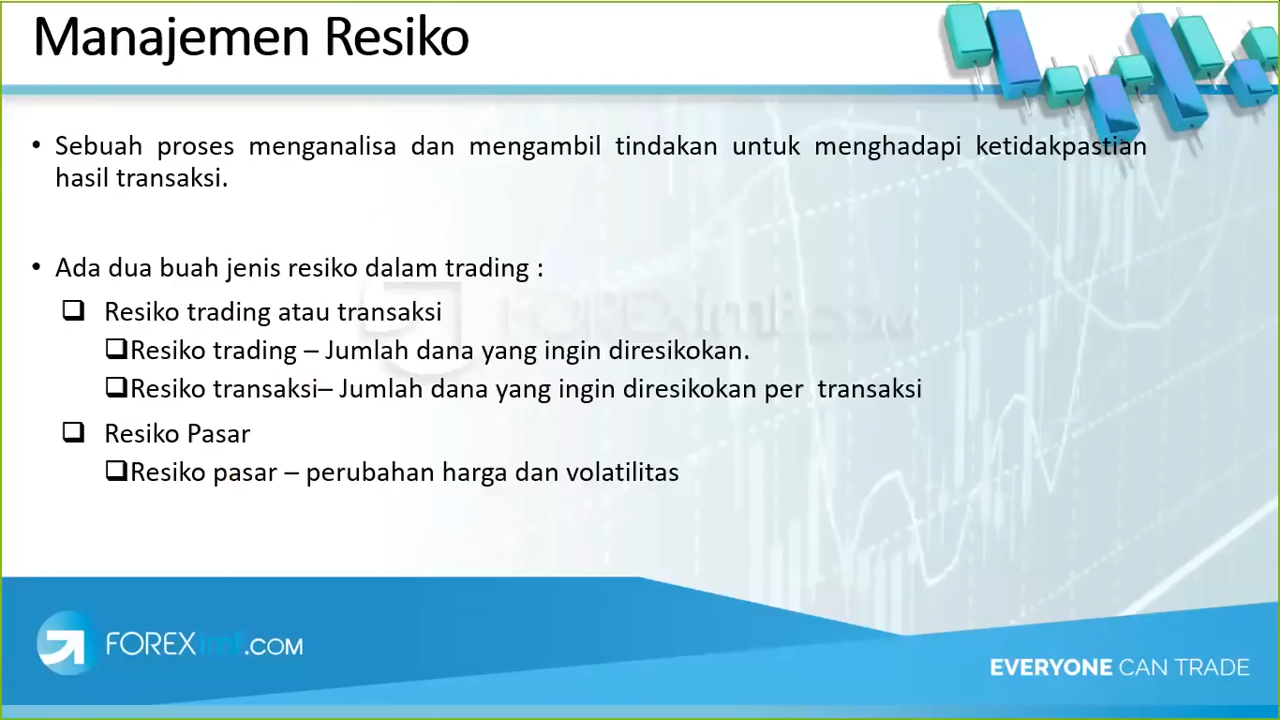 Manajemen Resiko
• Sebuah proses menganalisa dan mengambil tindakan untuk menghadapi ketidakpastian
hasil transaksi.
• Ada dua buah jenis resiko dalam trading :
❑ Resiko trading atau transaksi
❑Resiko trading – Jumlah dana yang ingin diresikokan.
❑Resiko transaksi– Jumlah dana yang ingin diresikokan per transaksi
❑ Resiko Pasar
❑Resiko pasar – perubahan harga dan volatilitas
FOREXimf.COM
FOREXimf.COM
EVERYONE CAN TRADE